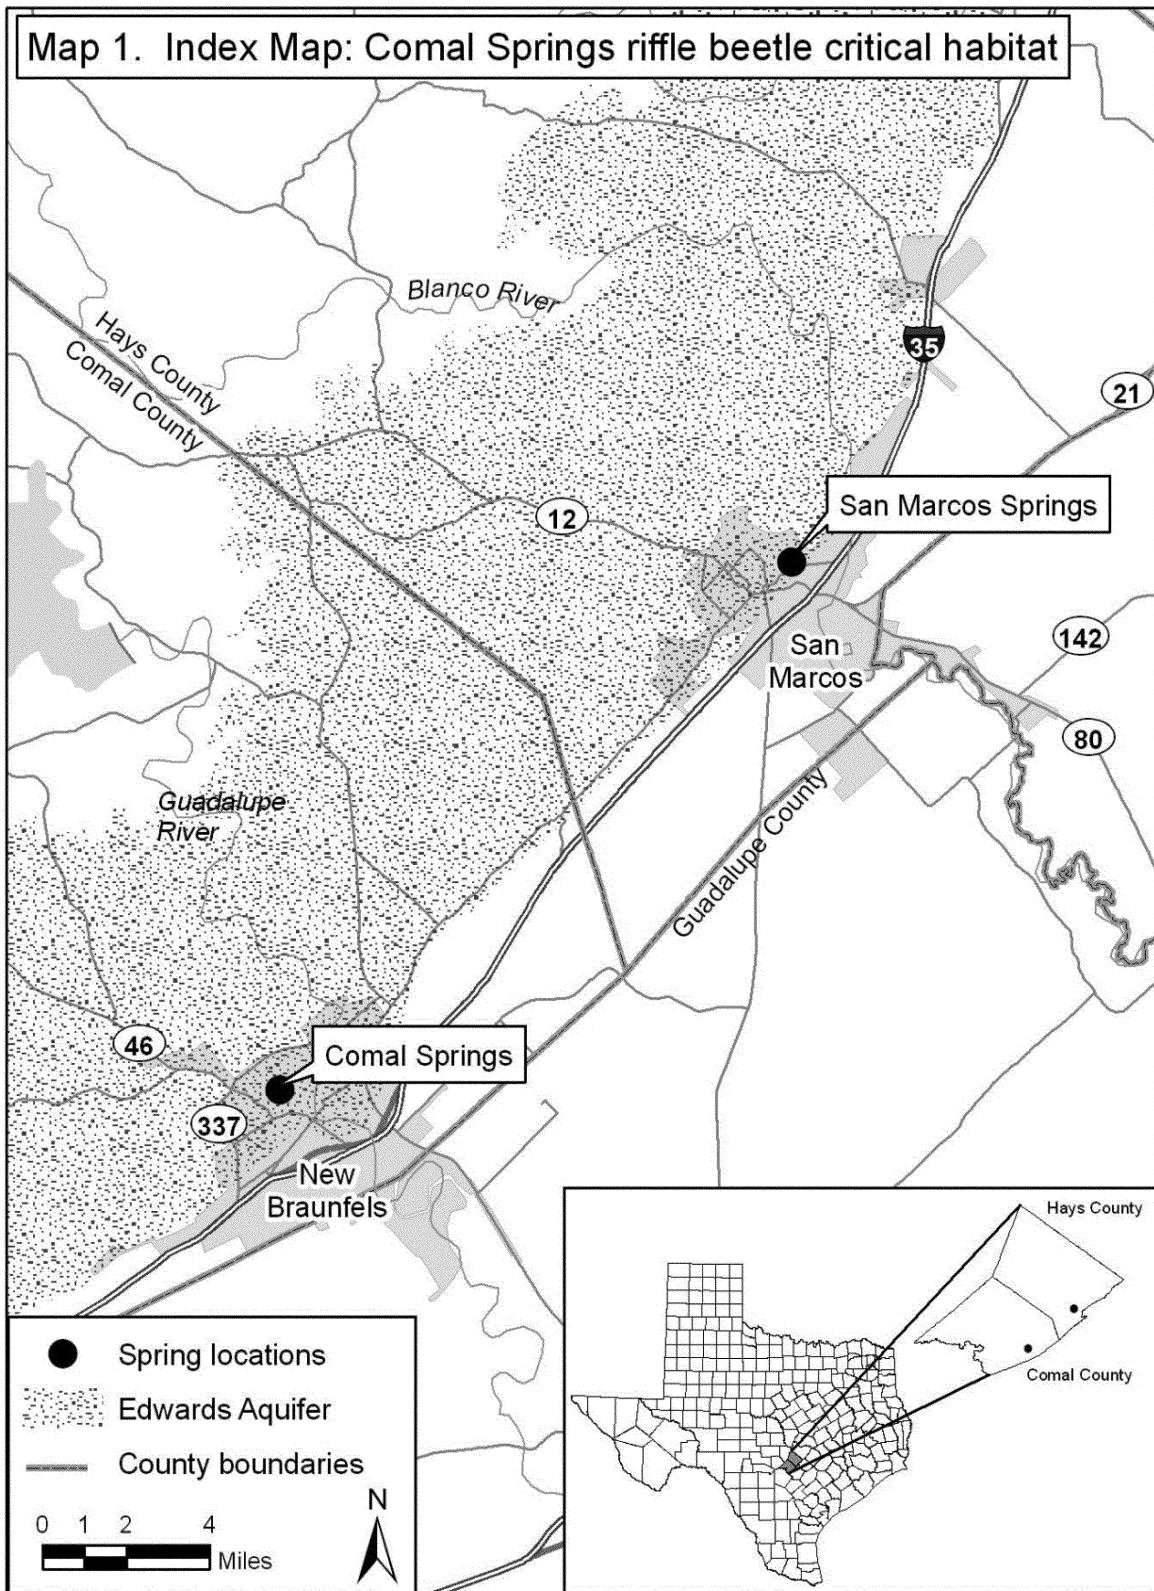 Map 1. Index Map: Comal Springs riffle beetle critical habitat
Blanco River
Hays County
Comal County
35
21
San Marcos Springs
12
142
San
Marcos
80
Guadalupe
River
Guadalupe County
46
Comal Springs
337
New
Braunfels
Hays County
Comal County
Spring locations
Edwards Aquifer
County boundaries
N
0 1 2 4
Miles